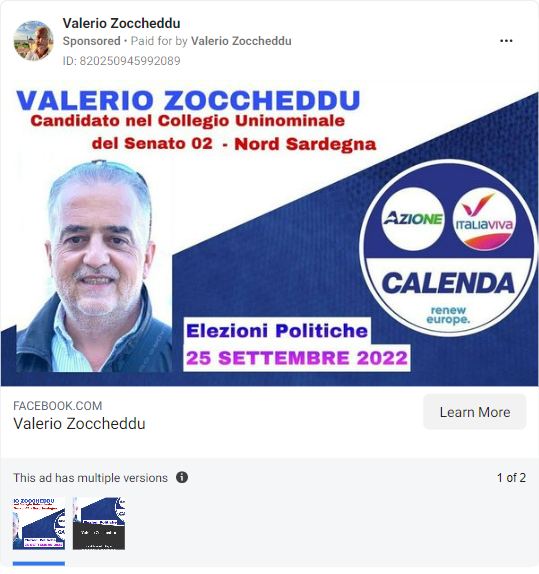 Valerio Zoccheddu
Sponsored • Paid for by Valerio Zoccheddu
ID: 820250945992089
VALERIO ZOCCHEDDU
Candidato nel Collegio Uninominale
del Senato 02 - Nord Sardegna
AZIONE
ITALIAVIVA
CALENDA
renew
europe.
Elezioni Politiche
25 SETTEMBRE 2022
FACEBOOK.COM
Valerio Zoccheddu
Learn More
This ad has multiple versions
1 of 2